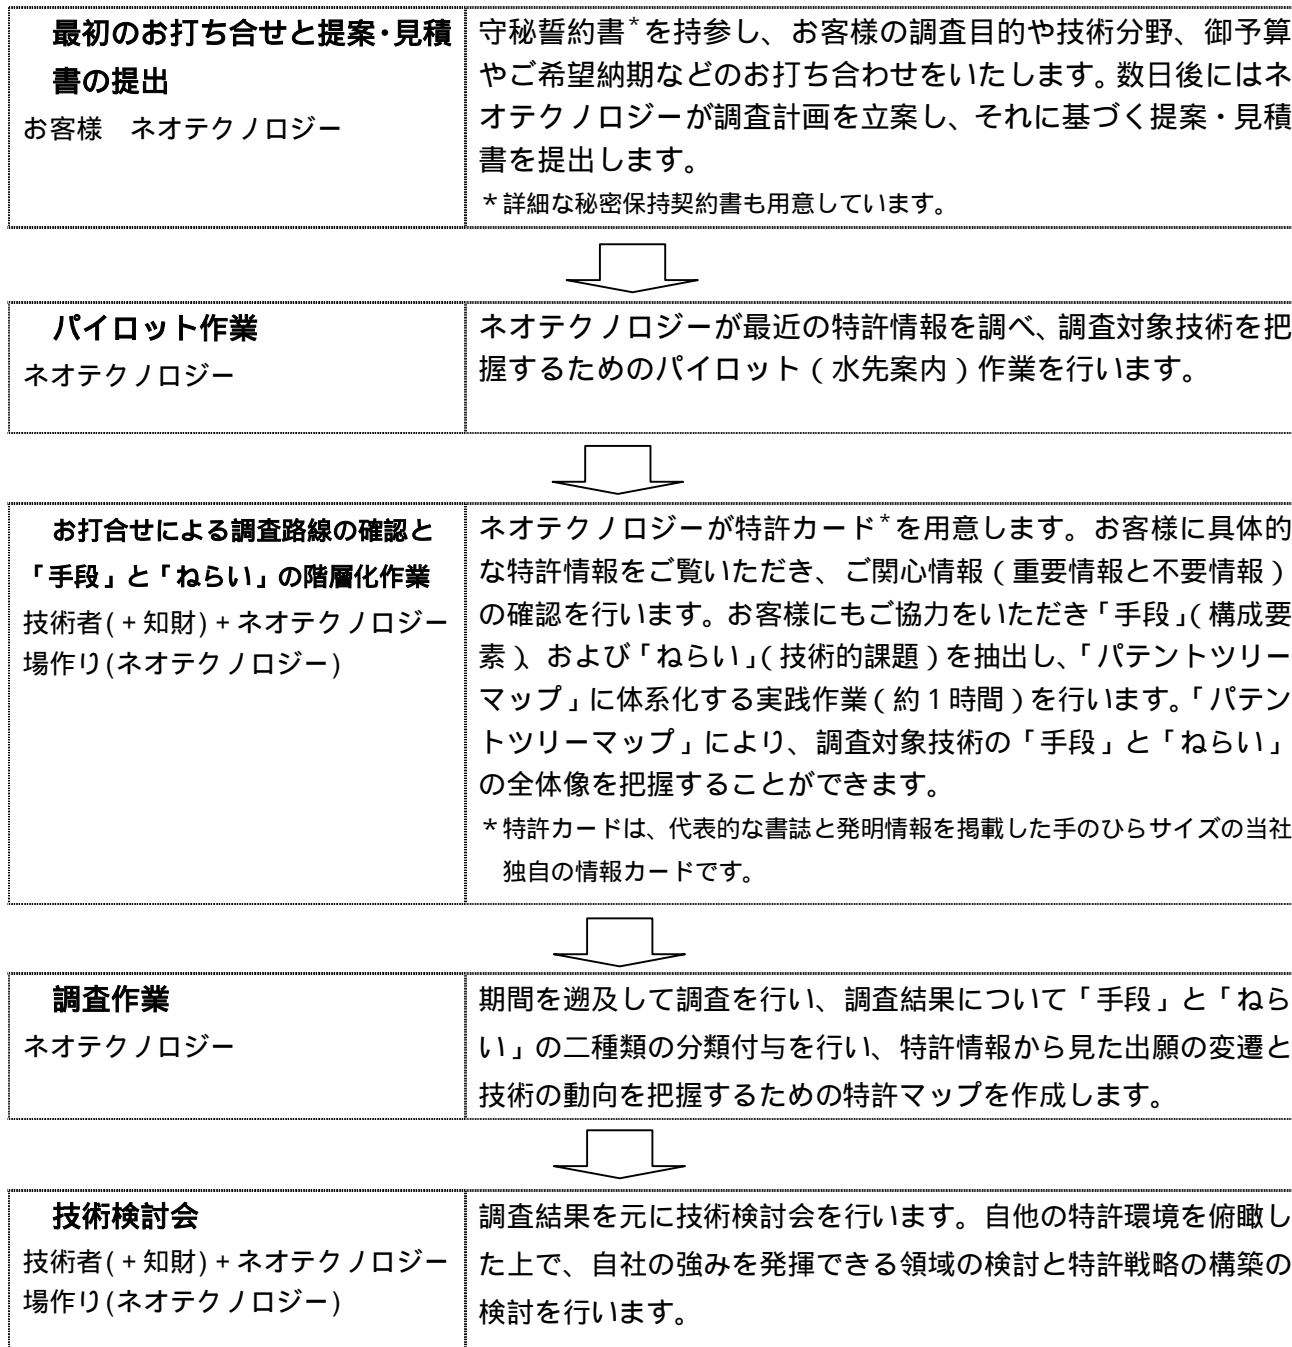 最初のお打ち合せと提案・見積
書の提出
お客様　ネオテクノロジー
守秘誓約書*を持参し、お客様の調査目的や技術分野、御予算
やご希望納期などのお打ち合わせをいたします。数日後にはネ
オテクノロジーが調査計画を立案し、それに基づく提案・見積
書を提出します。
*詳細な秘密保持契約書も用意しています。
パイロット作業
ネオテクノロジー
ネオテクノロジーが最近の特許情報を調べ、調査対象技術を把
握するためのパイロット（水先案内）作業を行います。
お打合せによる調査路線の確認と
「手段」と「ねらい」の階層化作業
技術者(+知財)+ネオテクノロジー
場作り(ネオテクノロジー)
ネオテクノロジーが特許カード*を用意します。お客様に具体的
な特許情報をご覧いただき、ご関心情報（重要情報と不要情報）
の確認を行います。お客様にもご協力をいただき「手段」（構成要
素）、および「ねらい」（技術的課題）を抽出し、「パテントツリー
マップ」に体系化する実践作業（約１時間）を行います。「パテン
トツリーマップ」により、調査対象技術の「手段」と「ねらい」
の全体像を把握することができます。
*特許カードは、代表的な書誌と発明情報を掲載した手のひらサイズの当社
独自の情報カードです。
調査作業
ネオテクノロジー
期間を遡及して調査を行い、調査結果について「手段」と「ねら
い」の二種類の分類付与を行い、特許情報から見た出願の変遷と
技術の動向を把握するための特許マップを作成します。
技術検討会
技術者(+知財)+ネオテクノロジー
場作り(ネオテクノロジー)
調査結果を元に技術検討会を行います。自他の特許環境を俯瞰し
た上で、自社の強みを発揮できる領域の検討と特許戦略の構築の
検討を行います。